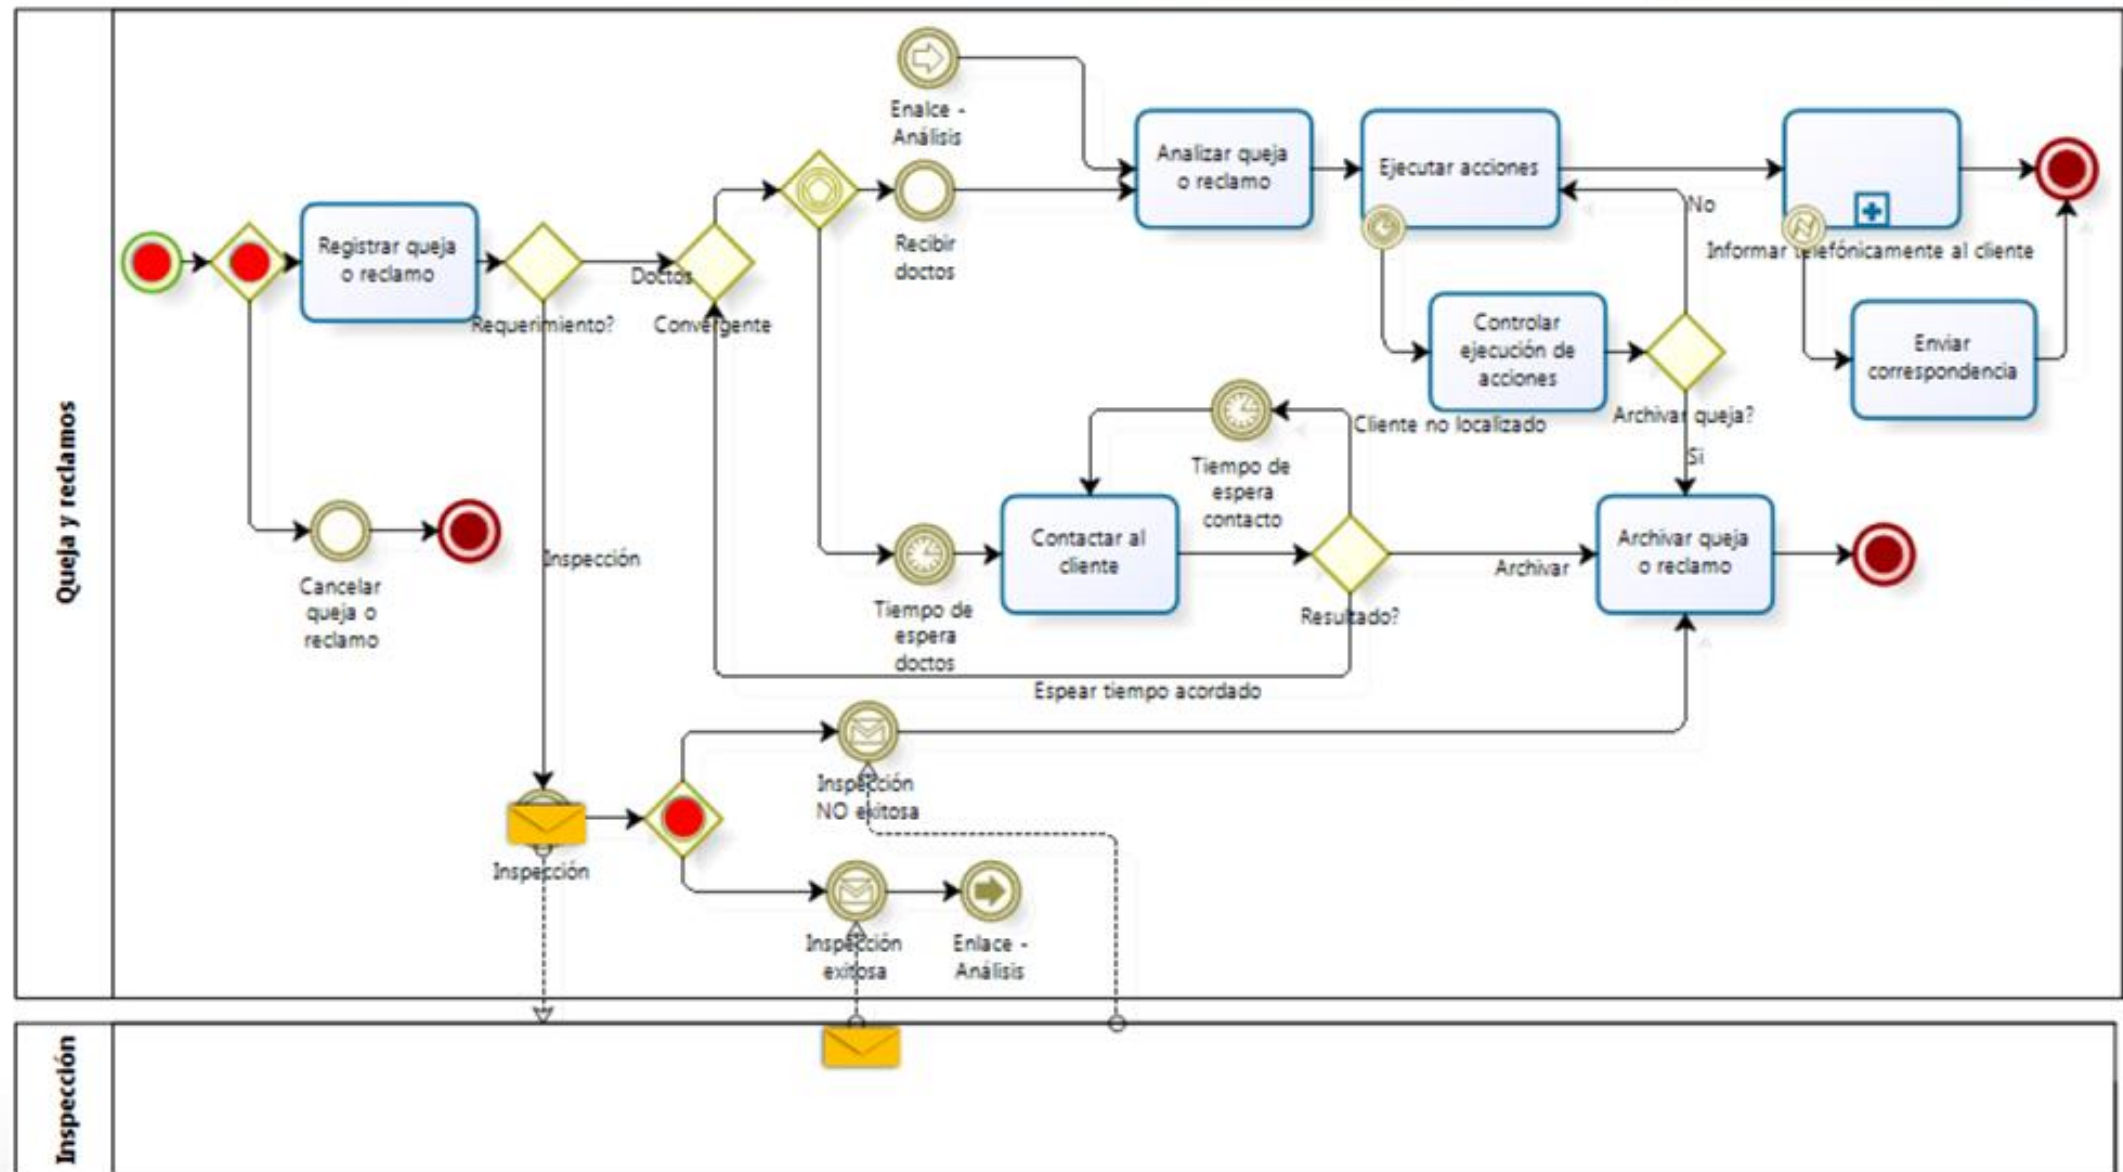 Queja y reclamos
Enalce -
Análisis
Analizar queja
o reclamo
Ejecutar acciones
No
Registrar queja
o reclamo
Doctos
Recibir
doctos
Informar telefónicamente al cliente
Requerimiento?
Convergente
Controlar
ejecución de
acciones
Enviar
correspondencia
Cliente no localizado
Archivar queja?
Si
Tiempo de
espera
contacto
Inspección
Cancelar
queja o
reclamo
Contactar al
cliente
Archivar
Archivar queja
o reclamo
Tiempo de
espera
doctos
Resultado?
Espear tiempo acordado
Inspección
NO exitosa
Inspección
Inspección
exitosa
Enlace -
Análisis
Inspección